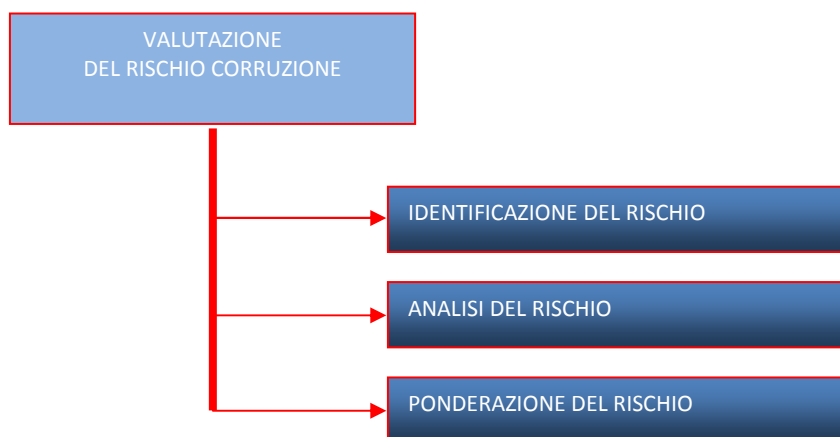 VALUTAZIONE
DEL RISCHIO CORRUZIONE
IDENTIFICAZIONE DEL RISCHIO
ANALISI DEL RISCHIO
PONDERAZIONE DEL RISCHIO